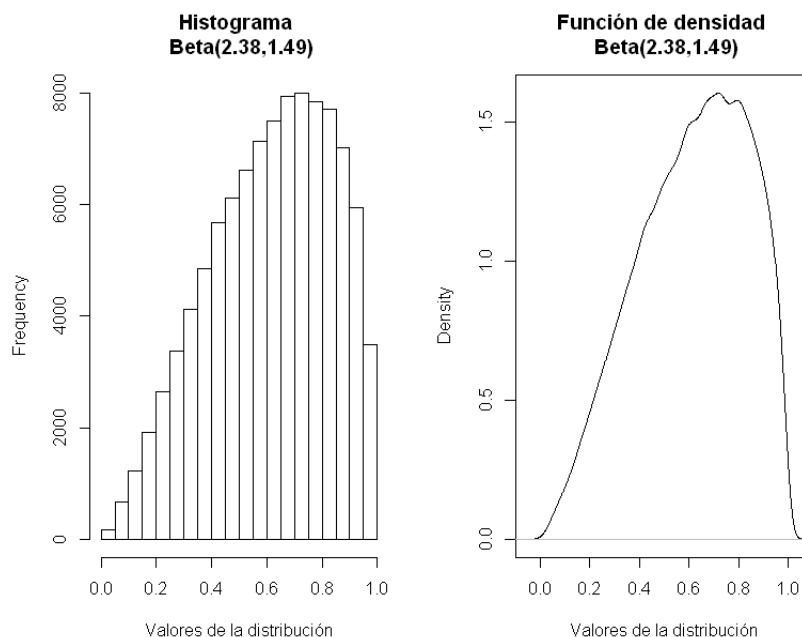 Histograma
Beta(2.38,1.49)
Frequency
8000
6000
4000
2000
0
0.0 0.2 0.4 0.6 0.8 1.0
Valores de la distribución
Función de densidad
Beta(2.38,1.49)
Density
1.5
1.0
0.5
0.0
0.0 0.2 0.4 0.6 0.8 1.0
Valores de la distribución